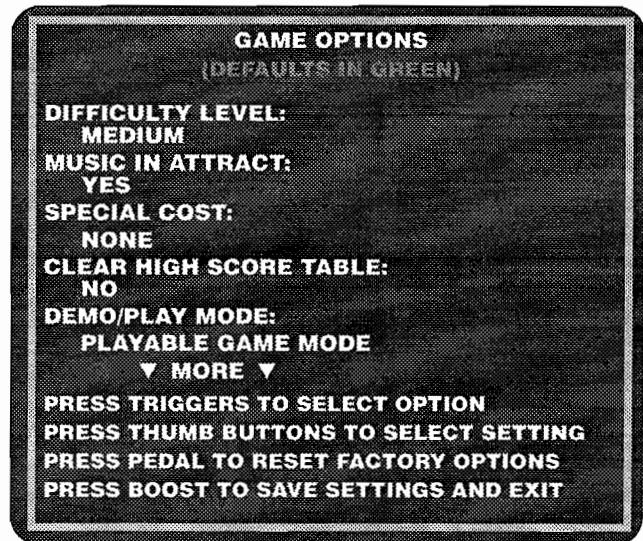 GAME OPTIONS
(DEFAULTS IN GREEN)
DIFFICULTY LEVEL:
MEDIUM
MUSIC IN ATTRACT:
YES
SPECIAL COST:
NONE
CLEAR HIGH SCORE TABLE:
NO
DEMO/PLAY MODE:
PLAYABLE GAME MODE
▼ MORE ▼
PRESS TRIGGERS TO SELECT OPTION
PRESS THUMB BUTTONS TO SELECT SETTING
PRESS PEDAL TO RESET FACTORY OPTIONS
PRESS BOOST TO SAVE SETTINGS AND EXIT